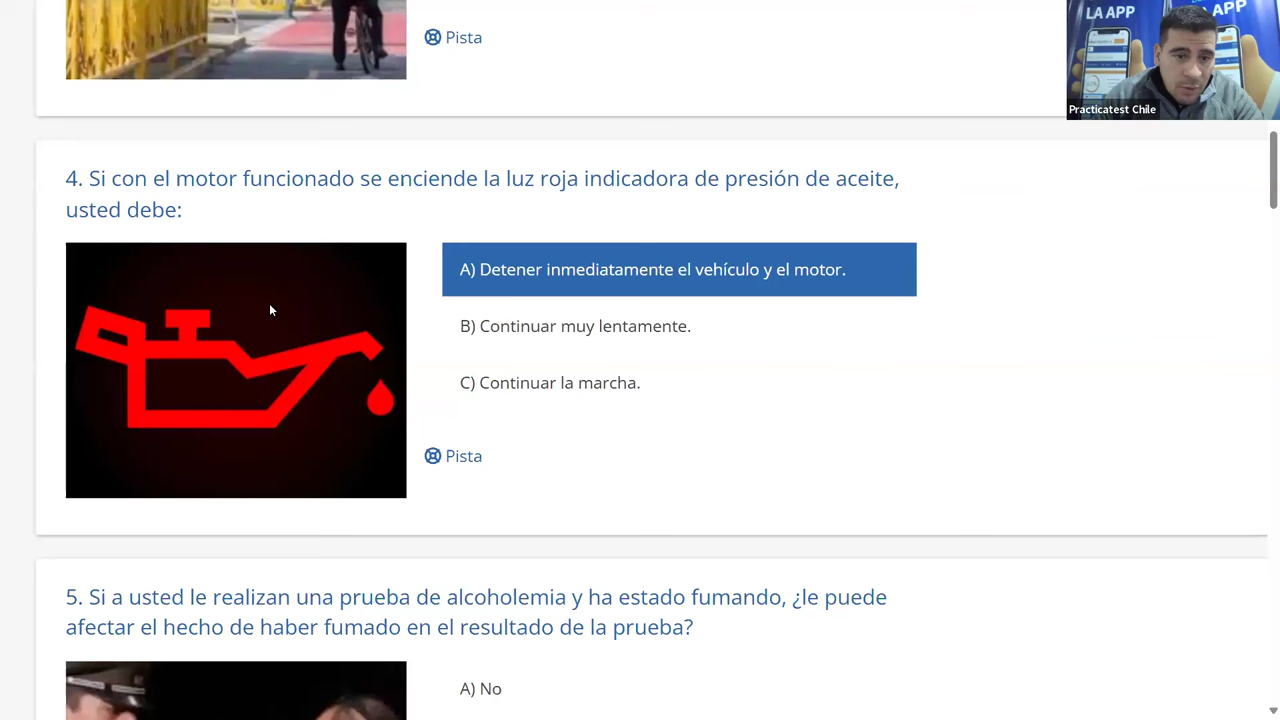 LA APP
Practicatest Chile
Pista
4. Si con el motor funcionado se enciende la luz roja indicadora de presión de aceite,
usted debe:
A) Detener inmediatamente el vehículo y el motor.
B) Continuar muy lentamente.
C) Continuar la marcha.
Pista
5. Si a usted le realizan una prueba de alcoholemia y ha estado fumando, ¿le puede
afectar el hecho de haber fumado en el resultado de la prueba?
A) No